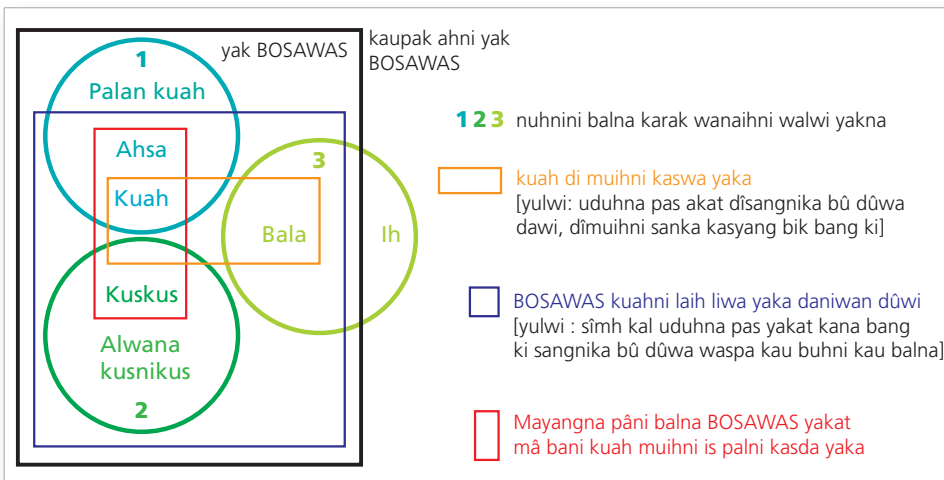 yak BOSAWAS
kaupak ahni yak
BOSAWAS
1
Palan kuah
Ahsa
Kuah
3
Bala
Ih
Kuskus
Alwana
kusnikus
2
1 2 3 nuhnini balna karak wanaihni walwi yakna
kuah di muihni kaswa yaka
[yulwi: uduhna pas akat dîsangnika bû dûwa
dawi, dîmuihni sanka kasyang bik bang ki]
BOSAWAS kuahni laih liwa yaka daniwan dûwi
[yulwi : sîmh kal uduhna pas yakat kana bang
ki sangnika bû dûwa waspa kau buhni kau balna]
Mayangna pâni balna BOSAWAS yakat
mâ bani kuah muihni is palni kasda yaka